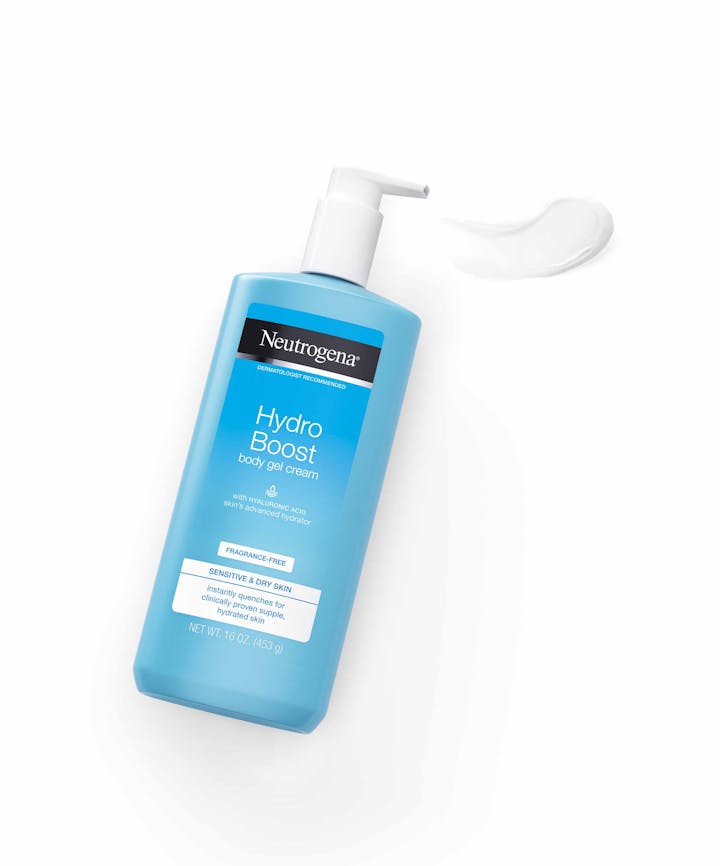 Neutrogena®
DERMATOLOGIST RECOMMENDED
Hydro
Boost
body gel cream
with HYALURONIC ACID
skin's advanced hydrator
FRAGRANCE-FREE
SENSITIVE & DRY SKIN
instantly quenches for
clinically proven supple,
hydrated skin
NET WT. 16 OZ. (453 g)